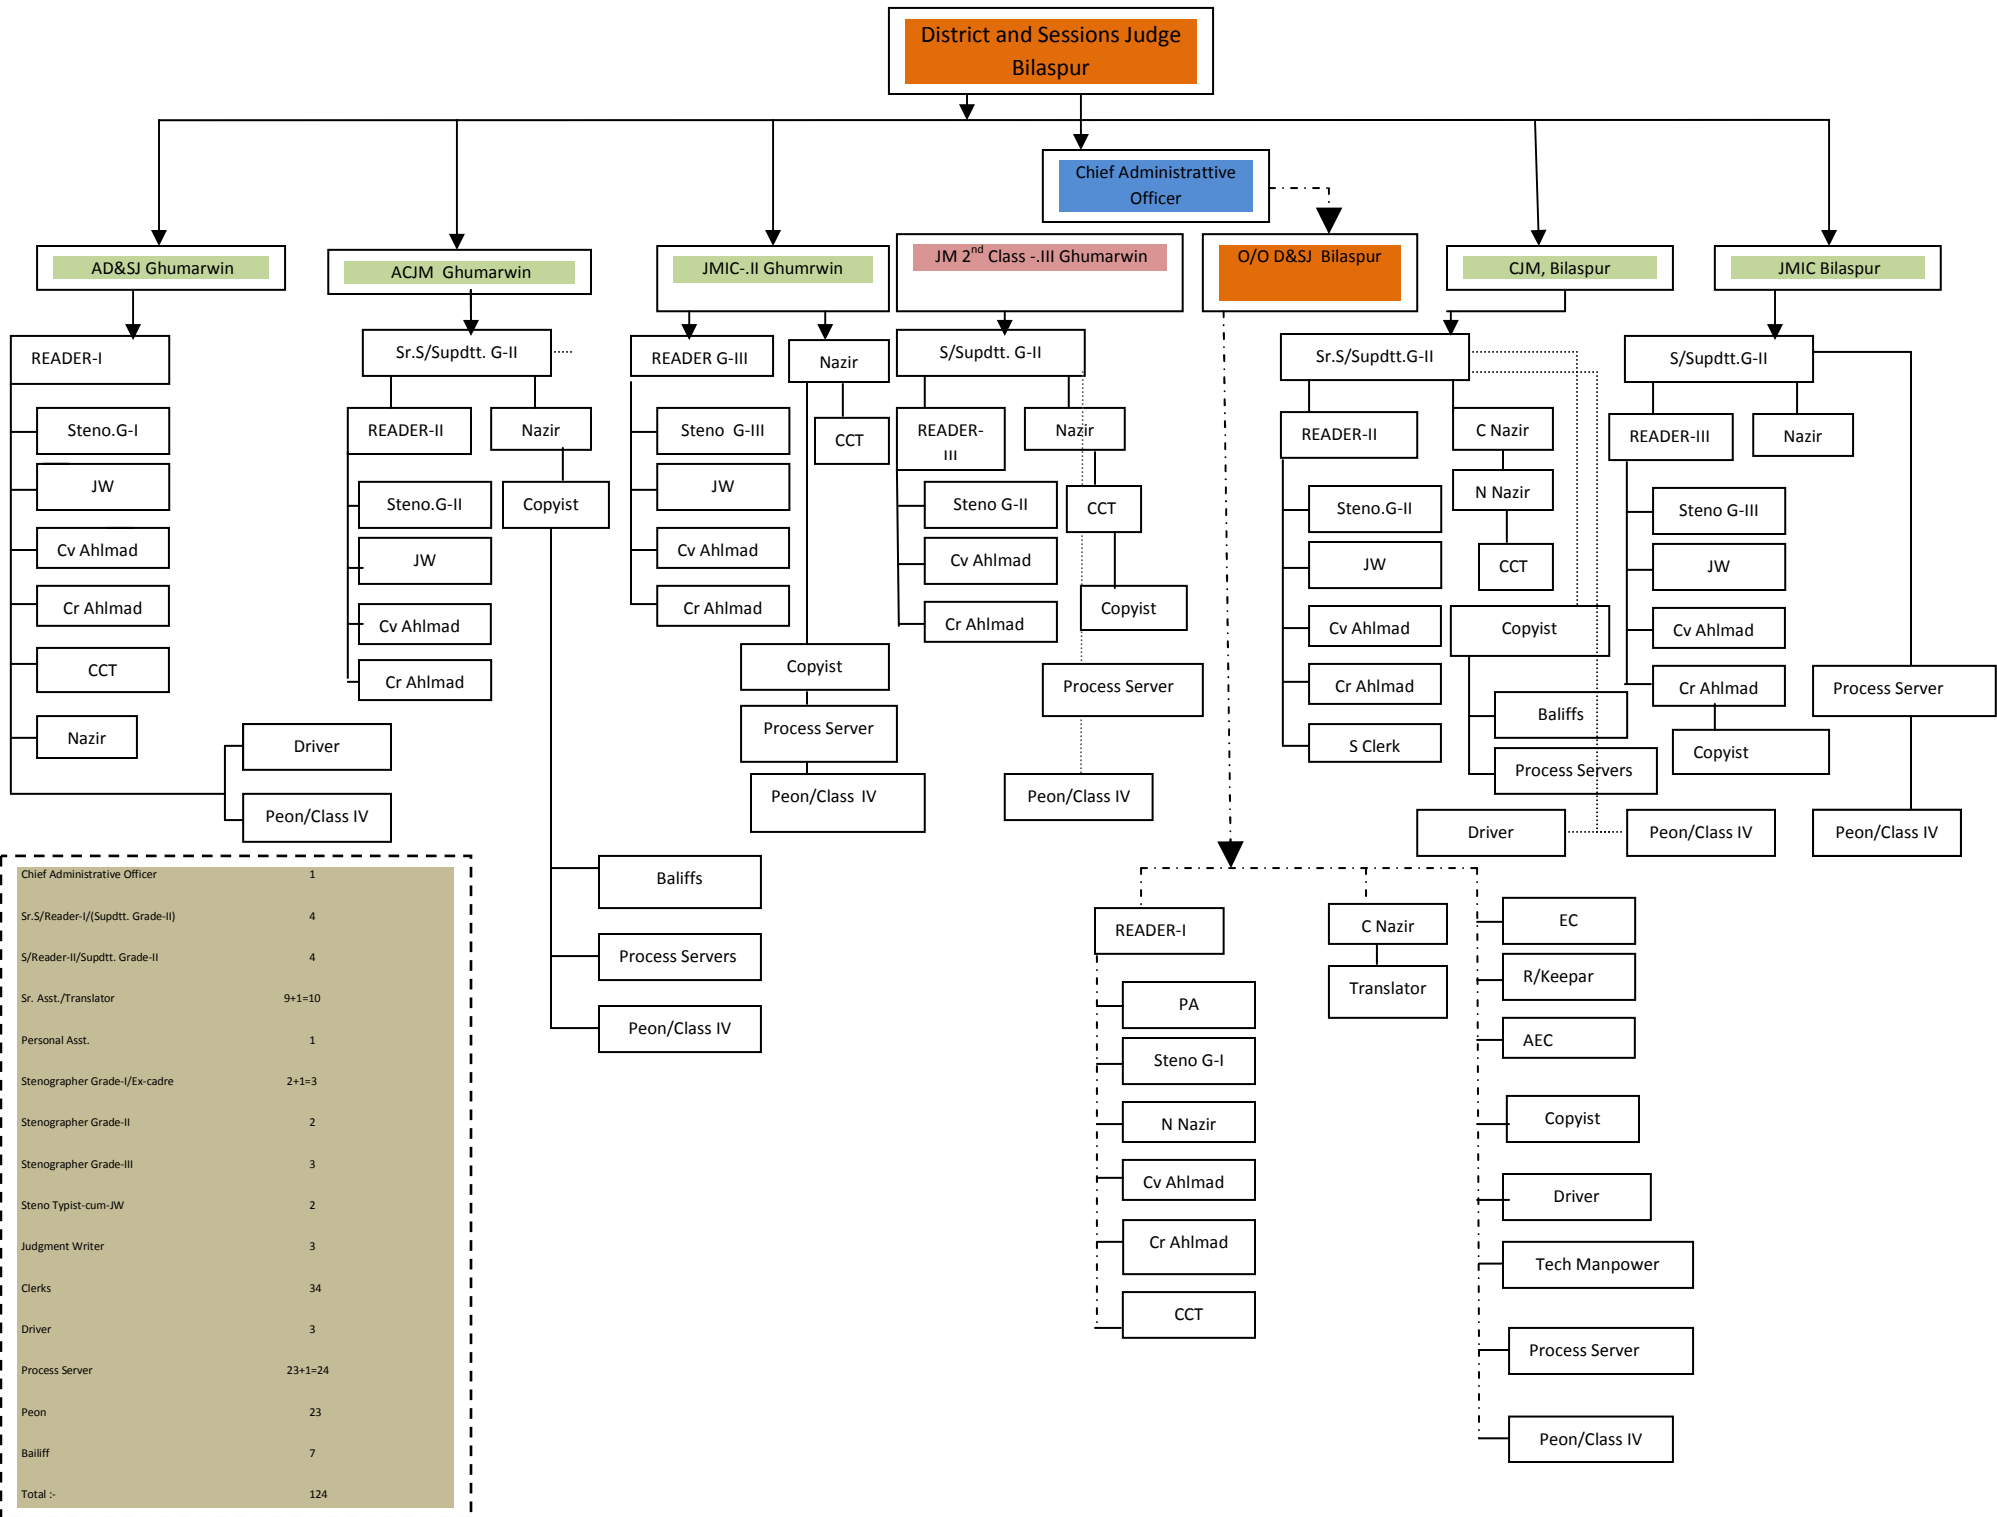 District and Sessions Judge
Bilaspur
Chief Administrattive
Officer
AD&SJ Ghumarwin
ACJM Ghumarwin
JMIC-.II Ghumrwin
JM 2nd Class -.III Ghumarwin
O/O D&SJ Bilaspur
CJM, Bilaspur
JMIC Bilaspur
READER-I
Steno.G-I
JW
Cv Ahlmad
Cr Ahlmad
CCT
Nazir
Driver
Peon/Class IV
Sr.S/Supdtt. G-II
READER-II
Nazir
Steno.G-II
JW
Cv Ahlmad
Cr Ahlmad
Copyist
Baliffs
Process Servers
Peon/Class IV
READER G-III
Nazir
Steno G-III
JW
Cv Ahlmad
Cr Ahlmad
CCT
Copyist
Process Server
Peon/Class IV
S/Supdtt. G-II
READER-
III
Nazir
Steno G-II
Cv Ahlmad
Cr Ahlmad
CCT
Copyist
Process Server
Peon/Class IV
Sr.S/Supdtt.G-II
READER-II
C Nazir
Steno.G-II
JW
Cv Ahlmad
Cr Ahlmad
S Clerk
N Nazir
CCT
Copyist
Baliffs
Process Servers
Driver
Peon/Class IV
S/Supdtt.G-II
READER-III
Nazir
Steno G-III
JW
Cv Ahlmad
Cr Ahlmad
Copyist
Process Server
Peon/Class IV
READER-I
PA
Steno G-I
N Nazir
Cv Ahlmad
Cr Ahlmad
CCT
C Nazir
Translator
EC
R/Keepar
AEC
Copyist
Driver
Tech Manpower
Process Server
Peon/Class IV
Chief Administrative Officer 1
Sr.S/Reader-I/(Supdtt. Grade-II) 4
S/Reader-II/Supdtt. Grade-II 4
Sr. Asst./Translator 9+1=10
Personal Asst. 1
Stenographer Grade-I/Ex-cadre 2+1=3
Stenographer Grade-II 2
Stenographer Grade-III 3
Steno Typist-cum-JW 2
Judgment Writer 3
Clerks 34
Driver 3
Process Server 23+1=24
Peon 23
Bailiff 7
Total :- 124